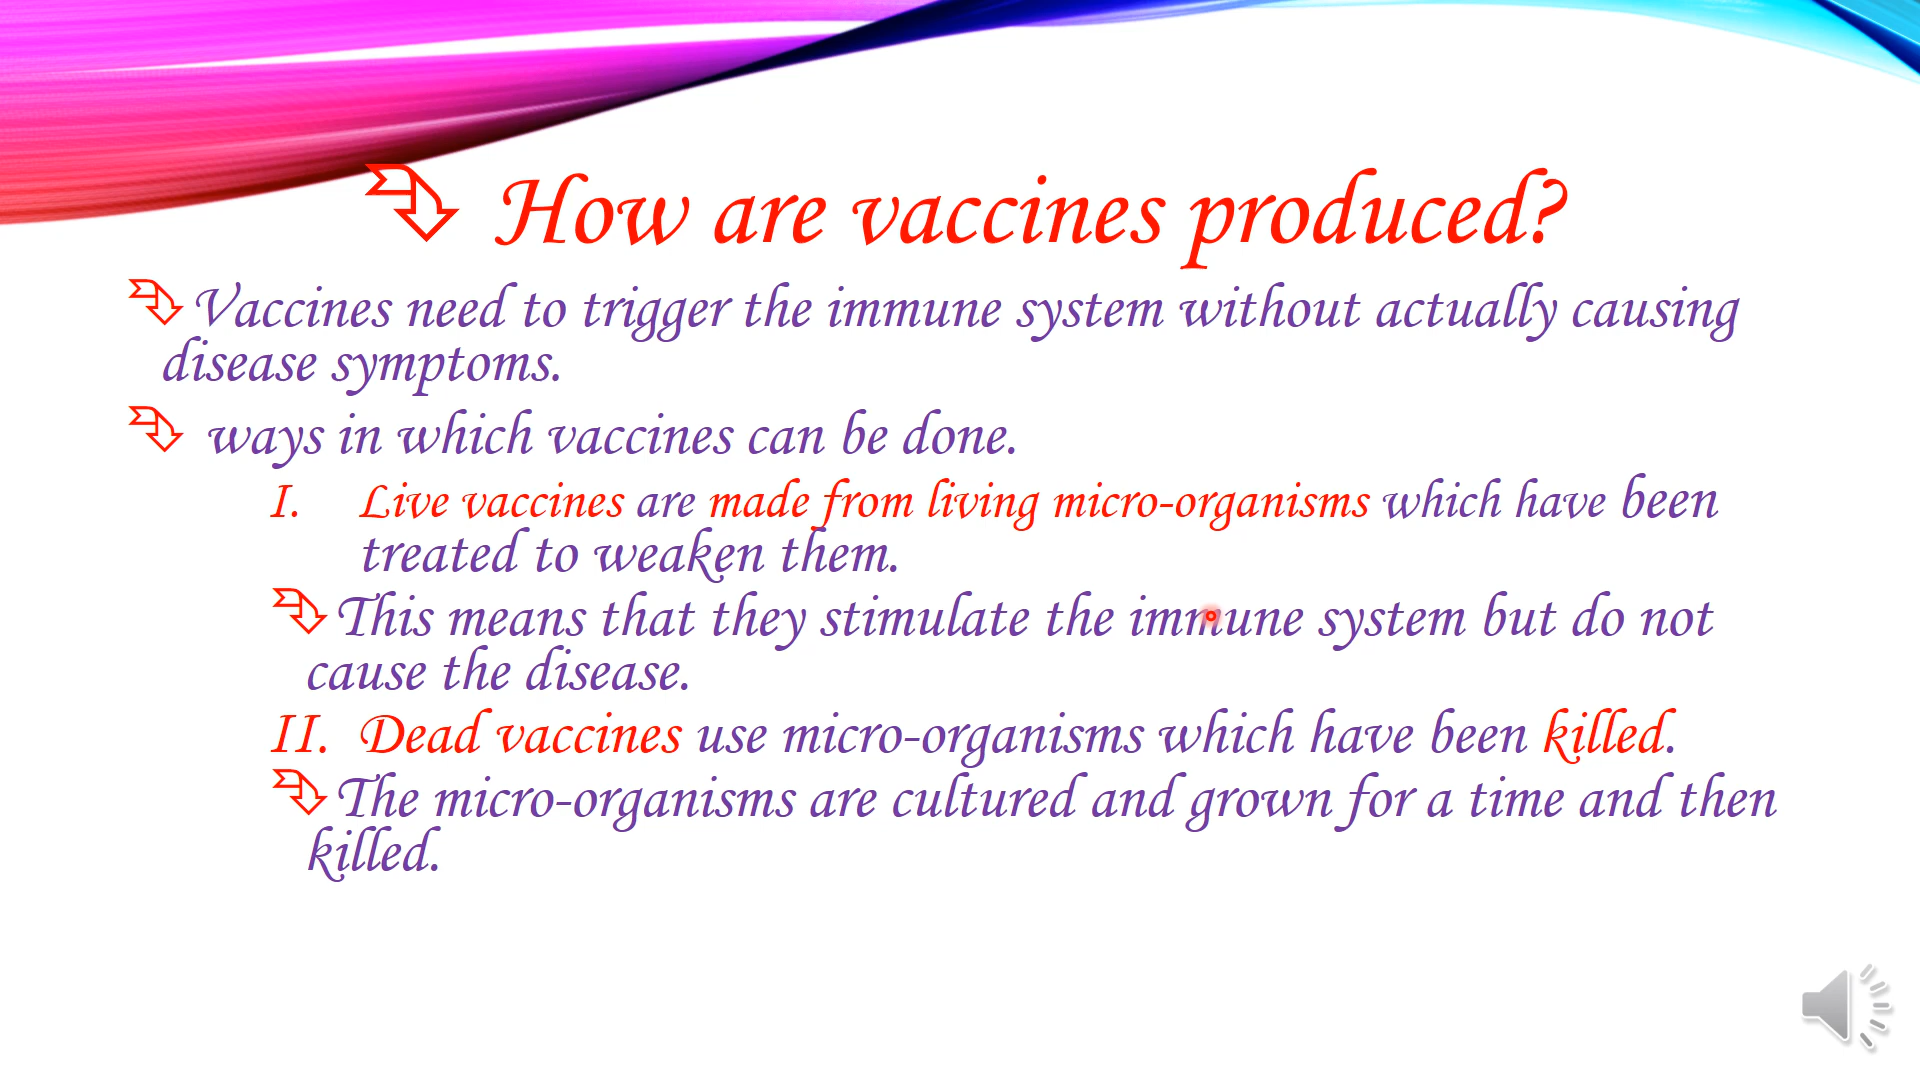 How are vaccines produced?
Vaccines need to trigger the immune system without actually causing
disease symptoms.
ways in which vaccines can be done.
I. Live vaccines are made from living micro-organisms which have been
treated to weaken them.
This means that they stimulate the immune system but do not
cause the disease.
II. Dead vaccines use micro-organisms which have been killed.
The micro-organisms are cultured and grown for a time and then
killed.